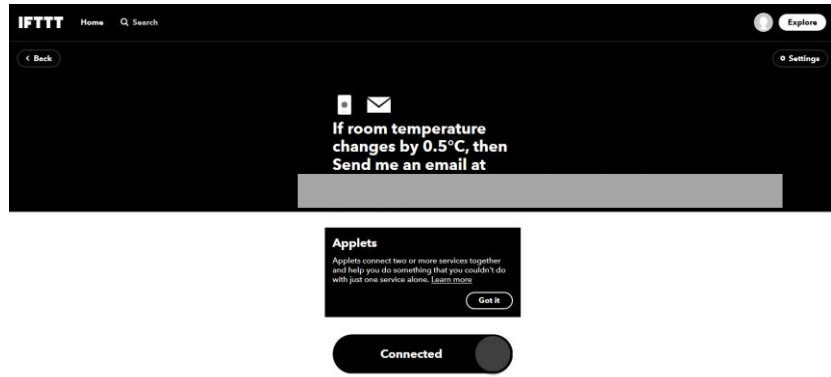 IFTTT Home Search Explore
Back Settings
If room temperature
changes by 0.5°C, then
Send me an email at
Applets
Applets connect two or more services together
and help you do something that you couldn't do
with just one service alone. Learn more
Got it
Connected